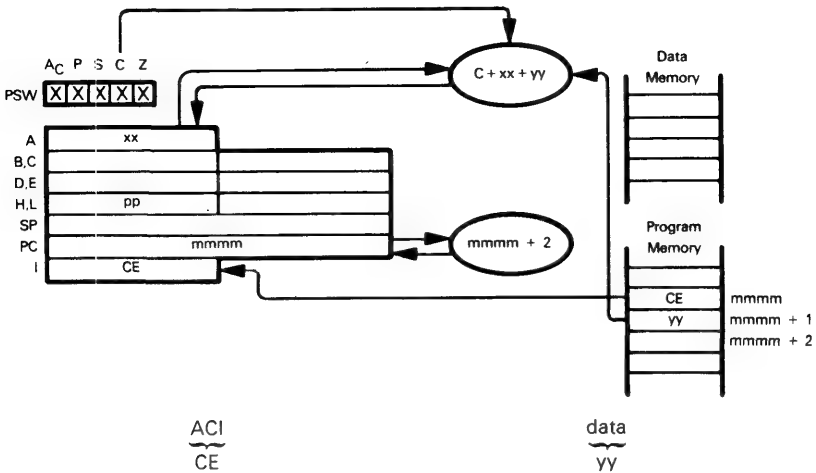 A_C P S C Z
PSW X X X X X
C + xx + yy
Data
Memory
A xx
B,C
D,E
H,L pp
SP
PC mmmm
mmmm + 2
I CE
Program
Memory
CE mmmm
yy mmmm + 1
mmmm + 2
ACI data
CE yy